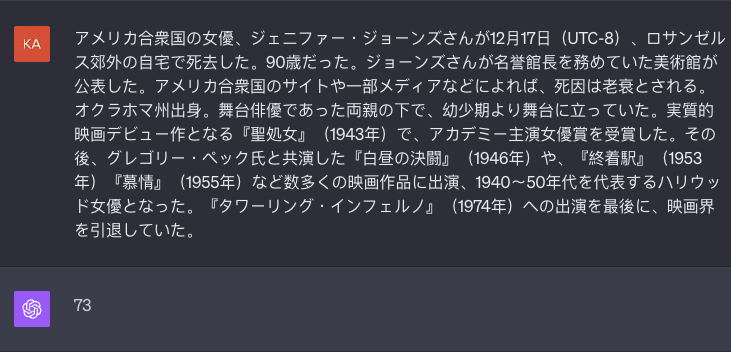 KA
アメリカ合衆国の女優、ジェニファー・ジョーンズさんが12月17日（UTC-8）、ロサンゼル
ス郊外の自宅で死去した。90歳だった。ジョーンズさんが名誉館長を務めていた美術館が
公表した。アメリカ合衆国のサイトや一部メディアなどによれば、死因は老衰とされる。
オクラホマ州出身。舞台俳優であった両親の下で、幼少期より舞台に立っていた。実質的
映画デビュー作となる『聖処女』（1943年）で、アカデミー主演女優賞を受賞した。その
後、グレゴリー・ペック氏と共演した『白昼の決闘』（1946年）や、『終着駅』（1953
年）『慕情』（1955年）など数多くの映画作品に出演、1940〜50年代を代表するハリウッ
ド女優となった。『タワーリング・インフェルノ』（1974年）への出演を最後に、映画界
を引退していた。
73